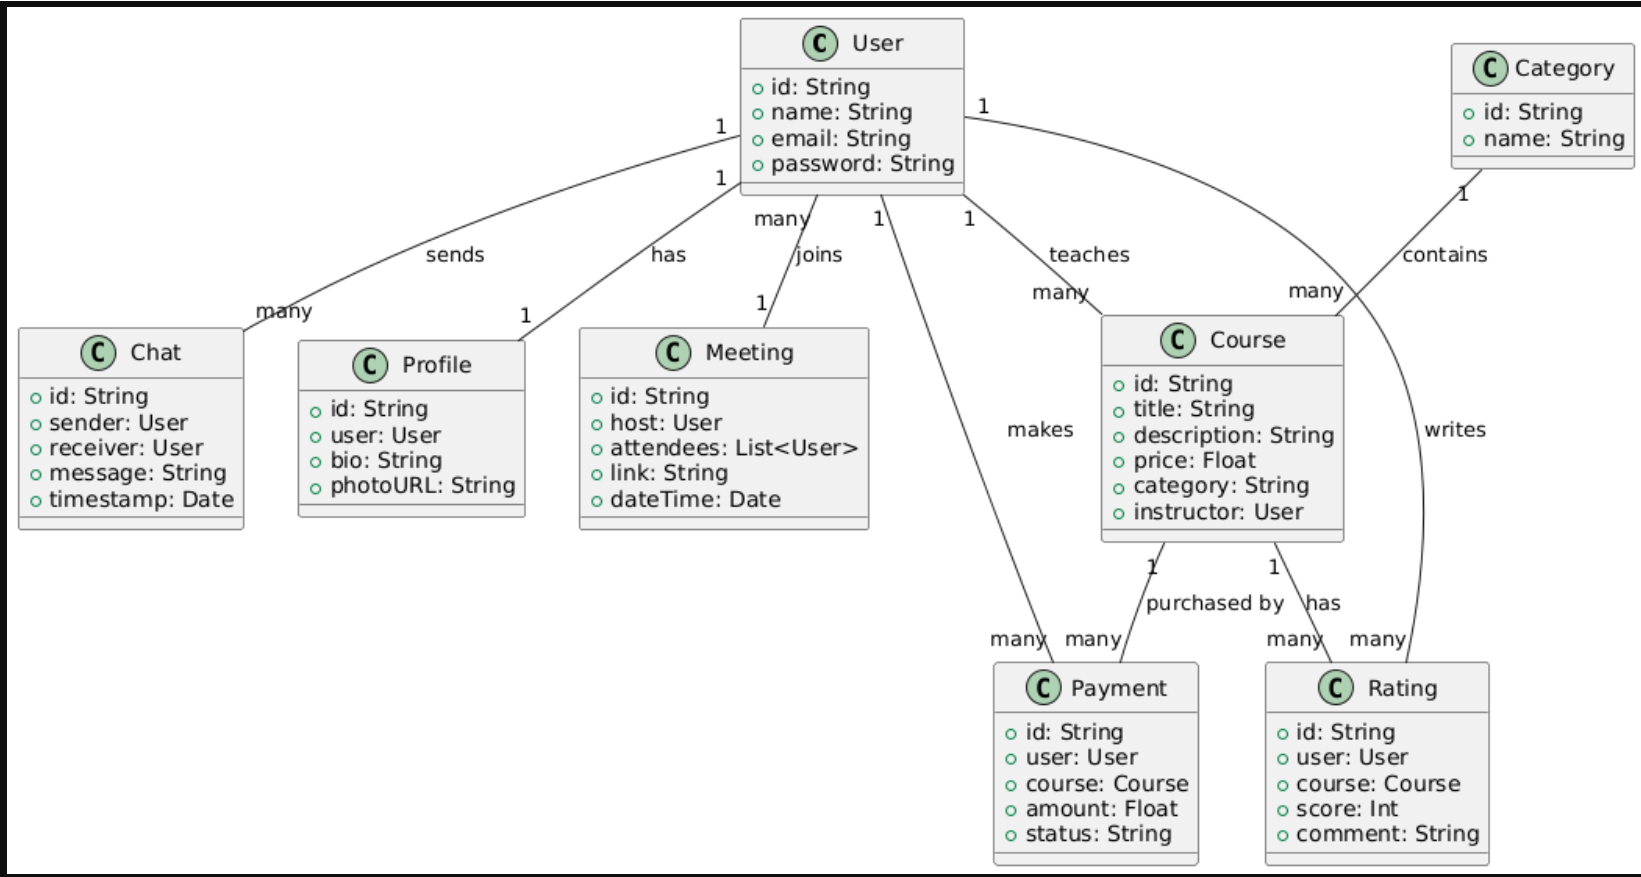 C User
id: String
name: String
email: String
password: String
C Category
id: String
name: String
1
1
1
many
1
1
1
sends
has
joins
teaches
contains
many
1
1
many
many
C Chat
id: String
sender: User
receiver: User
message: String
timestamp: Date
C Profile
id: String
user: User
bio: String
photoURL: String
C Meeting
id: String
host: User
attendees: List<User>
link: String
dateTime: Date
C Course
id: String
title: String
description: String
price: Float
category: String
instructor: User
makes
writes
1
1
purchased by
has
many
many
many
many
C Payment
id: String
user: User
course: Course
amount: Float
status: String
C Rating
id: String
user: User
course: Course
score: Int
comment: String